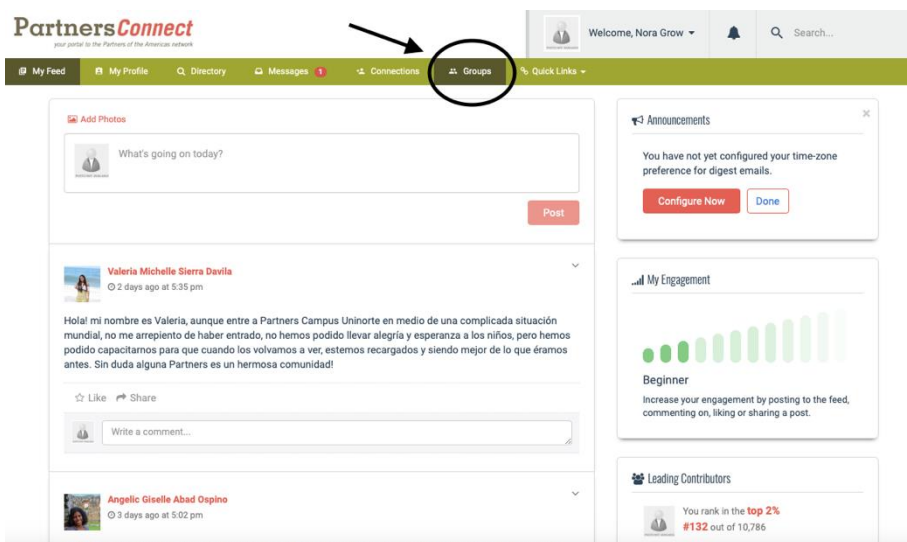 Partners Connect
your portal to the Partners of the Americas network
Welcome, Nora Grow
Search...
My Feed
My Profile
Directory
Messages 1
Connections
Groups
Quick Links
Add Photos
What's going on today?
Post
Valeria Michelle Sierra Davila
2 days ago at 5:35 pm
Hola! mi nombre es Valeria, aunque entre a Partners Campus Uninorte en medio de una complicada situación
mundial, no me arrepiento de haber entrado, no hemos podido llevar alegría y esperanza a los niños, pero hemos
podido capacitarnos para que cuando los volvamos a ver, estemos recargados y siendo mejor de lo que éramos
antes. Sin duda alguna Partners es un hermosa comunidad!
Like
Share
Write a comment...
Angelic Giselle Abad Ospino
3 days ago at 5:02 pm
Announcements
You have not yet configured your time-zone
preference for digest emails.
Configure Now
Done
My Engagement
Beginner
Increase your engagement by posting to the feed,
commenting on, liking or sharing a post.
Leading Contributors
You rank in the top 2%
#132 out of 10,786